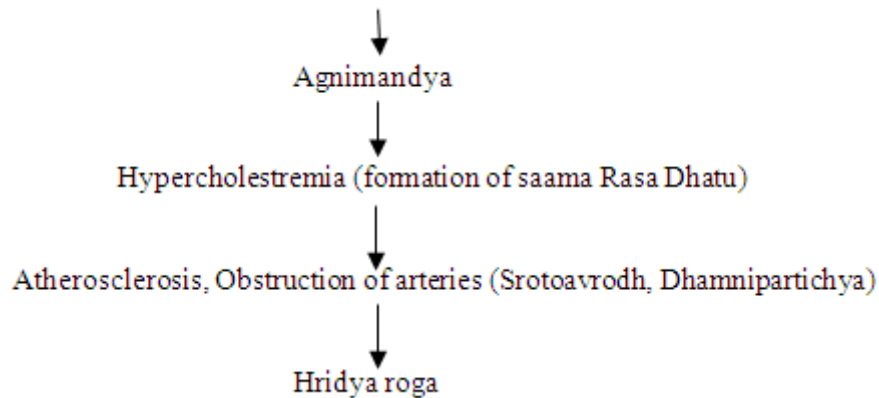 Agnimandya
Hypercholestremia (formation of saama Rasa Dhatu)
Atherosclerosis, Obstruction of arteries (Srotoavrodh, Dhamnipartichya)
Hridya roga